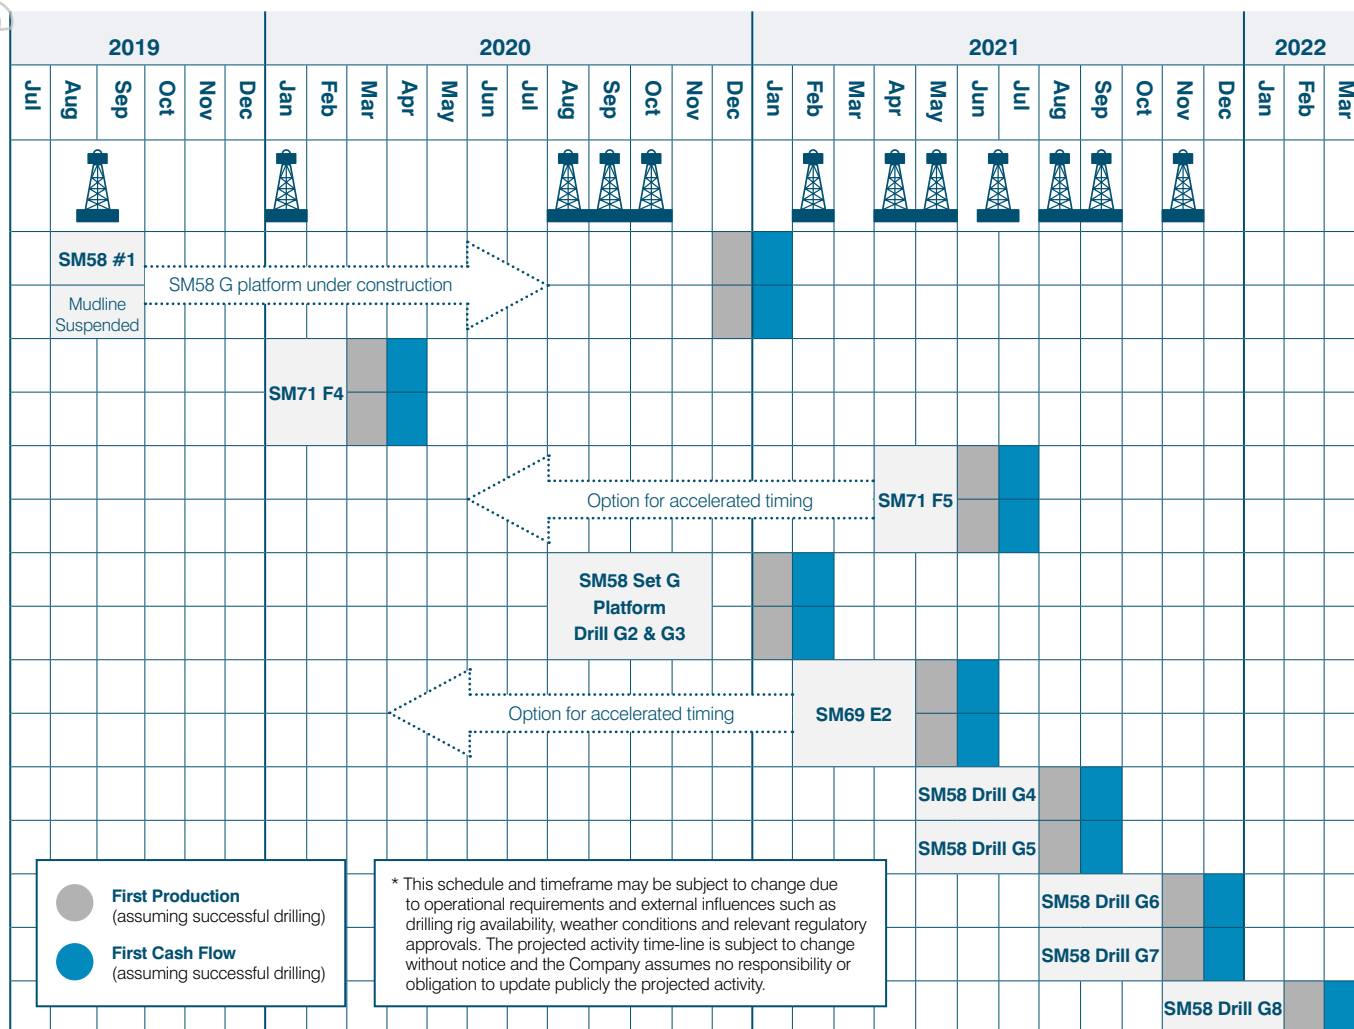 2019 2020 2021 2022
Jul Aug Sep Oct Nov Dec Jan Feb Mar Apr May Jun Jul Aug Sep Oct Nov Dec Jan Feb Mar Apr May Jun Jul Aug Sep Oct Nov Dec Jan Feb Mar
SM58 #1
Mudline
Suspended
SM58 G platform under construction
SM71 F4
Option for accelerated timing
SM71 F5
SM58 Set G
Platform
Drill G2 & G3
Option for accelerated timing
SM69 E2
SM58 Drill G4
SM58 Drill G5
SM58 Drill G6
SM58 Drill G7
SM58 Drill G8
First Production
(assuming successful drilling)
First Cash Flow
(assuming successful drilling)
* This schedule and timeframe may be subject to change due
to operational requirements and external influences such as
drilling rig availability, weather conditions and relevant regulatory
approvals. The projected activity time-line is subject to change
without notice and the Company assumes no responsibility or
obligation to update publicly the projected activity.